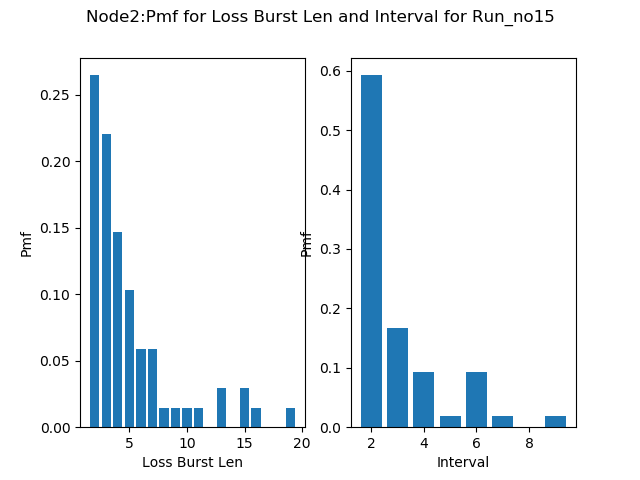 Node2:Pmf for Loss Burst Len and Interval for Run_no15
Pmf
0.25
0.20
0.15
0.10
0.05
0.00
5 10 15 20
Loss Burst Len
Pmf
0.6
0.5
0.4
0.3
0.2
0.1
0.0
2 4 6 8
Interval